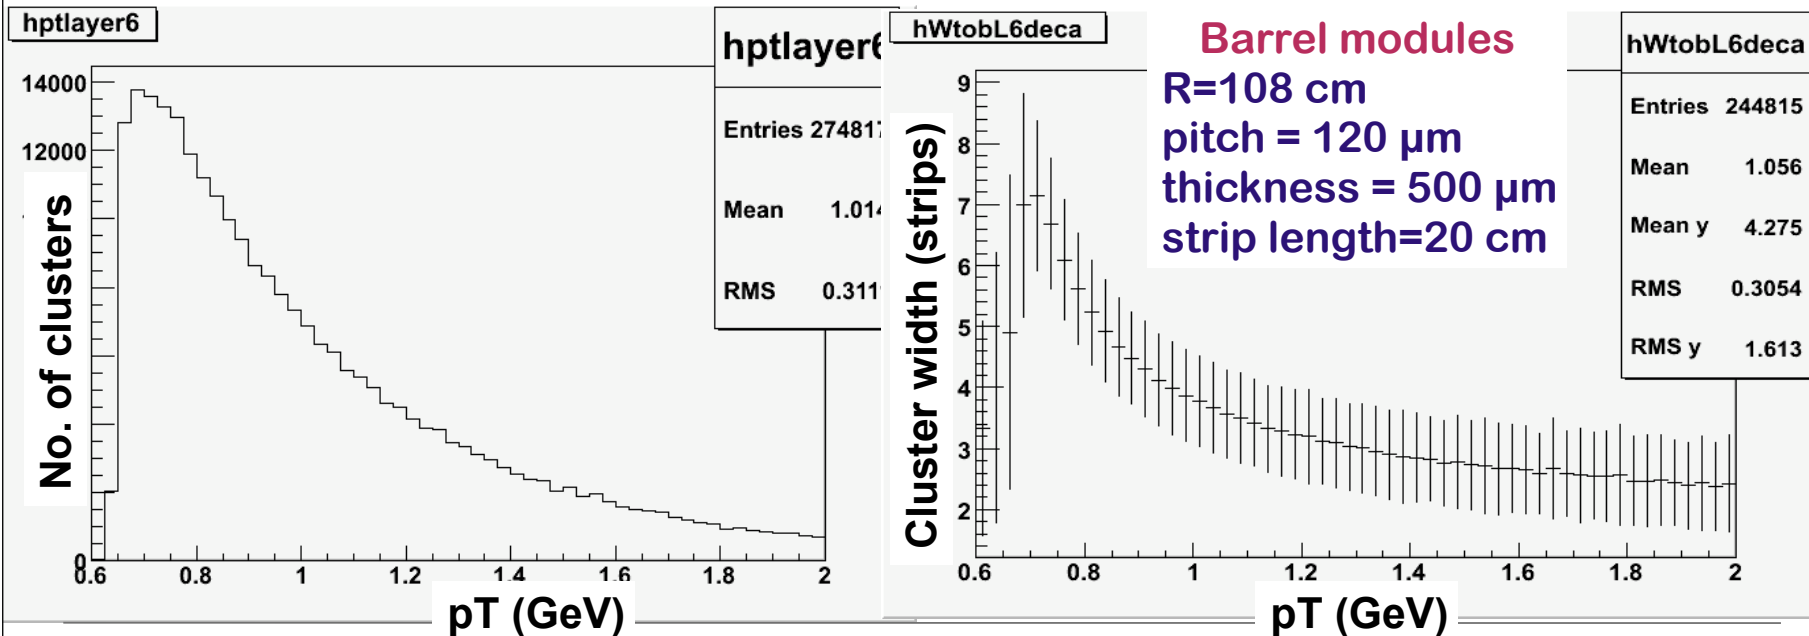 hptlayer6
14000
12000
0
0.6 0.8 1 1.2 1.4 1.6 1.8 2
No. of clusters
pT (GeV)
hptlayer6
Entries 274817
Mean 1.014
RMS 0.311
hWtobL6deca
9
8
7
6
5
4
3
2
0.6 0.8 1 1.2 1.4 1.6 1.8 2
Cluster width (strips)
pT (GeV)
Barrel modules
R=108 cm
pitch = 120 µm
thickness = 500 µm
strip length=20 cm
hWtobL6deca
Entries 244815
Mean 1.056
Mean y 4.275
RMS 0.3054
RMS y 1.613